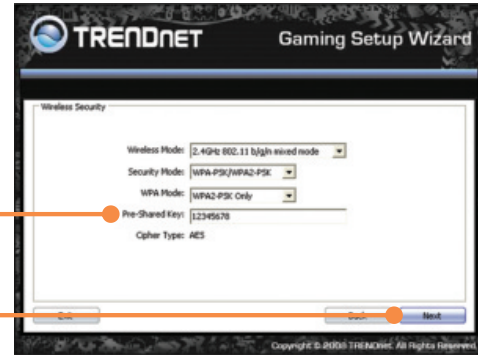 TRENDNET
Gaming Setup Wizard
Wireless Security
Wireless Mode: 2.4GHz 802.11 b/g/n mixed mode
Security Mode: WPA-PSK/WPA2-PSK
WPA Mode: WPA2-PSK Only
Pre-Shared Key: 12345678
Cipher Type: AES
Exit Back Next
Copyright © 2008 TRENDnet. All Rights Reserved.